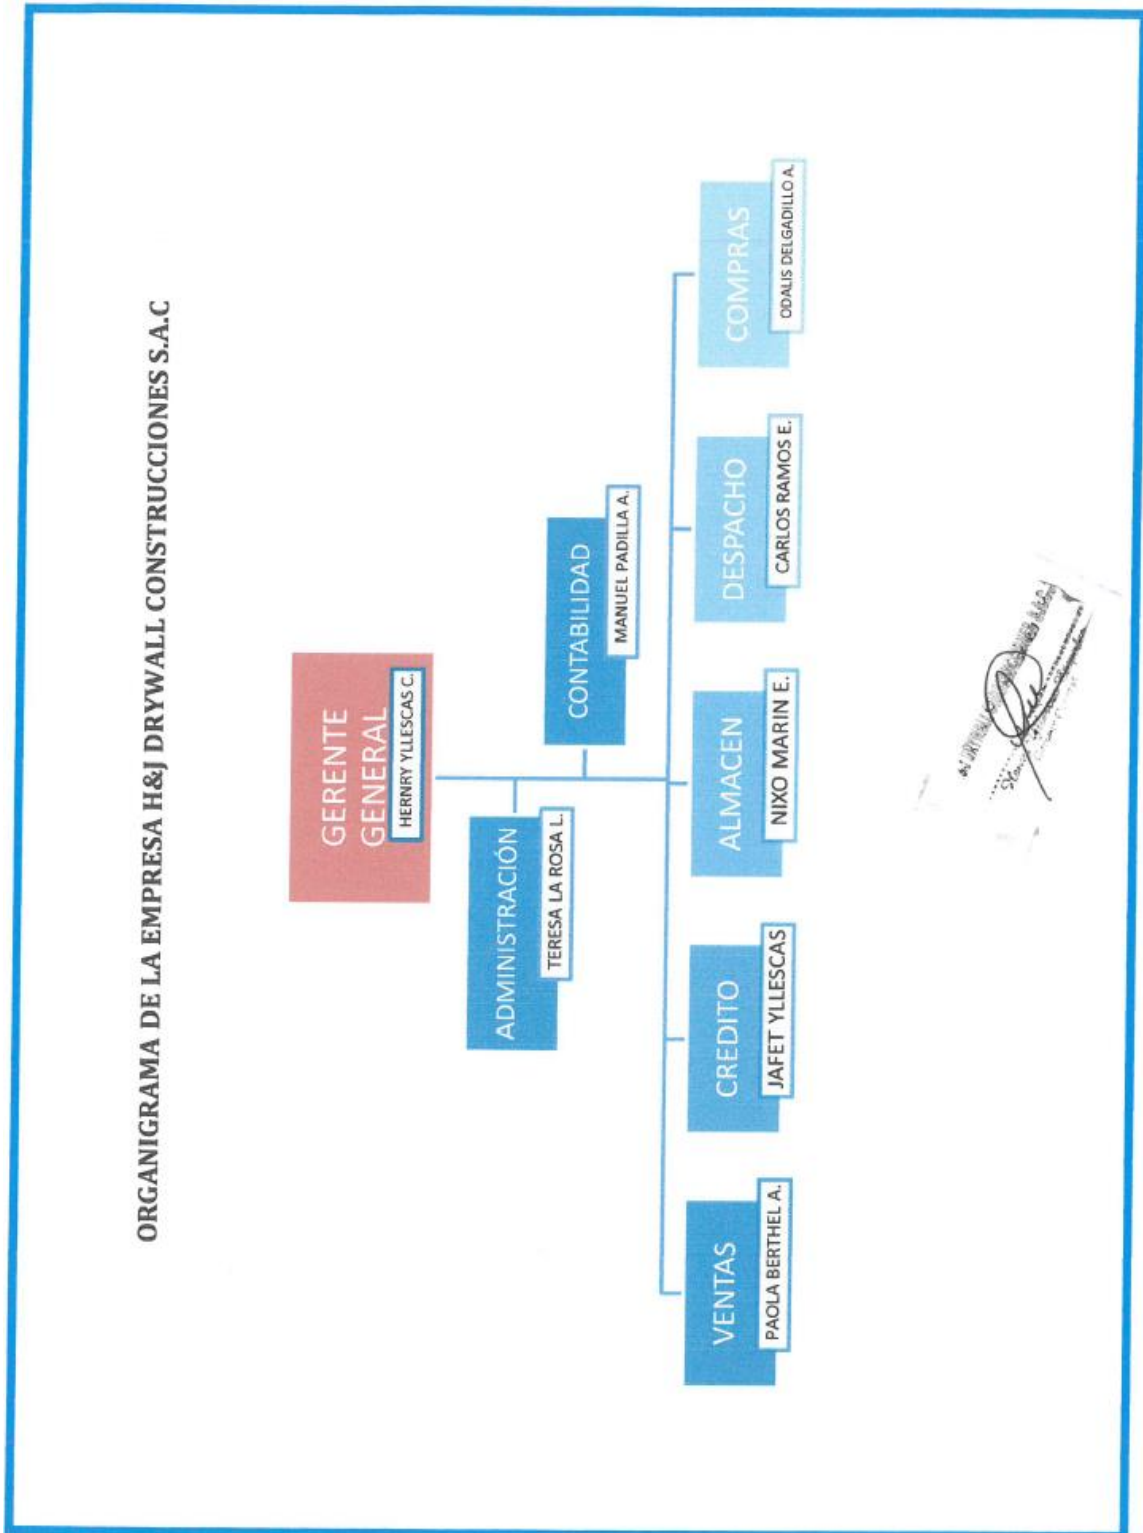 ORGANIGRAMA DE LA EMPRESA H&J DRYWALL CONSTRUCCIONES S.A.C
GERENTE
GENERAL
HERNRY YLLESCAS C.
ADMINISTRACIÓN
TERESA LA ROSA L.
CONTABILIDAD
MANUEL PADILLA A.
VENTAS
PAOLA BERTHEL A.
CREDITO
JAFET YLLESCAS
ALMACEN
NIXO MARIN E.
DESPACHO
CARLOS RAMOS E.
COMPRAS
ODALIS DELGADILLO A.